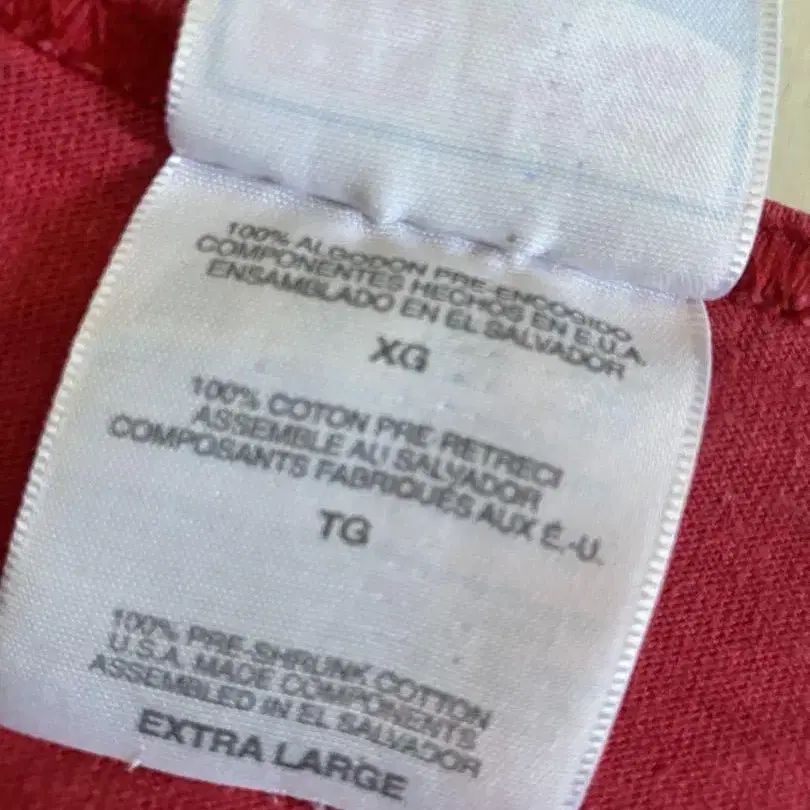 100% ALGODON PRE-ENCOGIDO
COMPONENTES HECHOS EN E.U.A.
ENSAMBLADO EN EL SALVADOR
XG
100% COTON PRE-RETRECI
ASSEMBLE AU SALVADOR
COMPOSANTS FABRIQUÉS AUX É.-U.
TG
100% PRE-SHRUNK COTTON
U.S.A. MADE COMPONENTS
ASSEMBLED IN EL SALVADOR
EXTRA LARGE